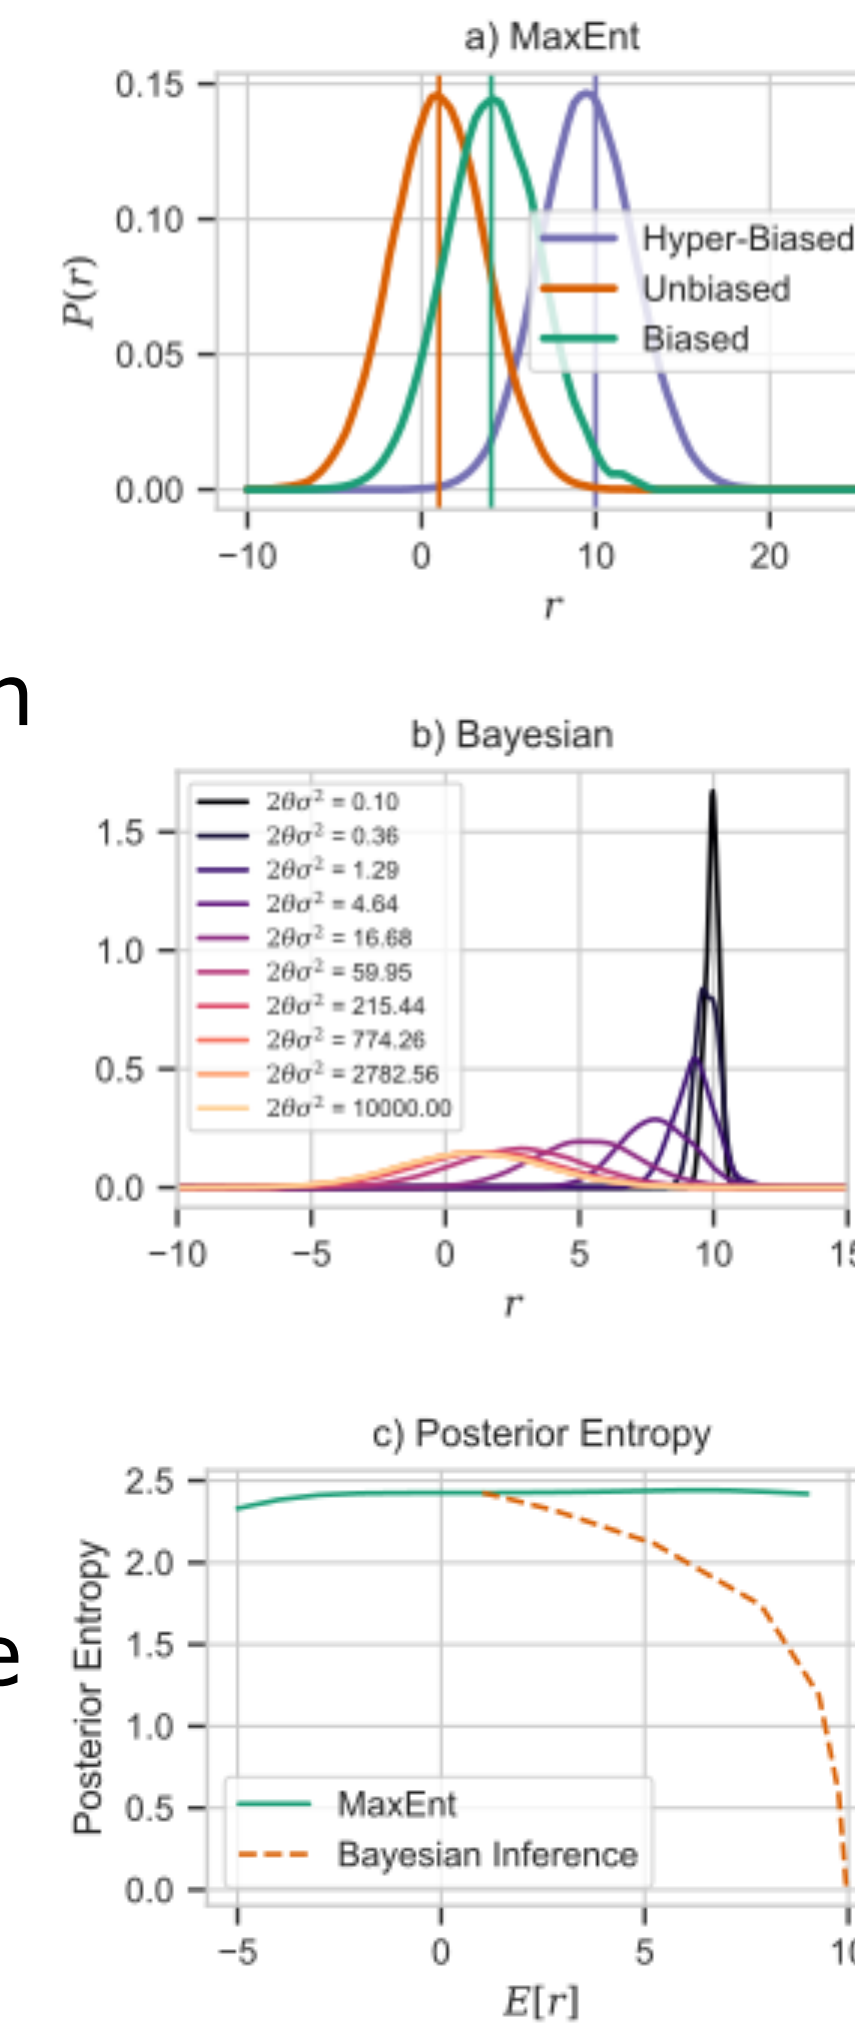 a) MaxEnt
0.15
0.10
0.05
0.00
P(r)
Hyper-Biased
Unbiased
Biased
−10 0 10 20
r
n
b) Bayesian
1.5
1.0
0.5
0.0
2θσ² = 0.10
2θσ² = 0.36
2θσ² = 1.29
2θσ² = 4.64
2θσ² = 16.68
2θσ² = 59.95
2θσ² = 215.44
2θσ² = 774.26
2θσ² = 2782.56
2θσ² = 10000.00
−10 −5 0 5 10 15
r
c) Posterior Entropy
2.5
2.0
1.5
1.0
0.5
0.0
Posterior Entropy
e
MaxEnt
Bayesian Inference
−5 0 5 10
E[r]